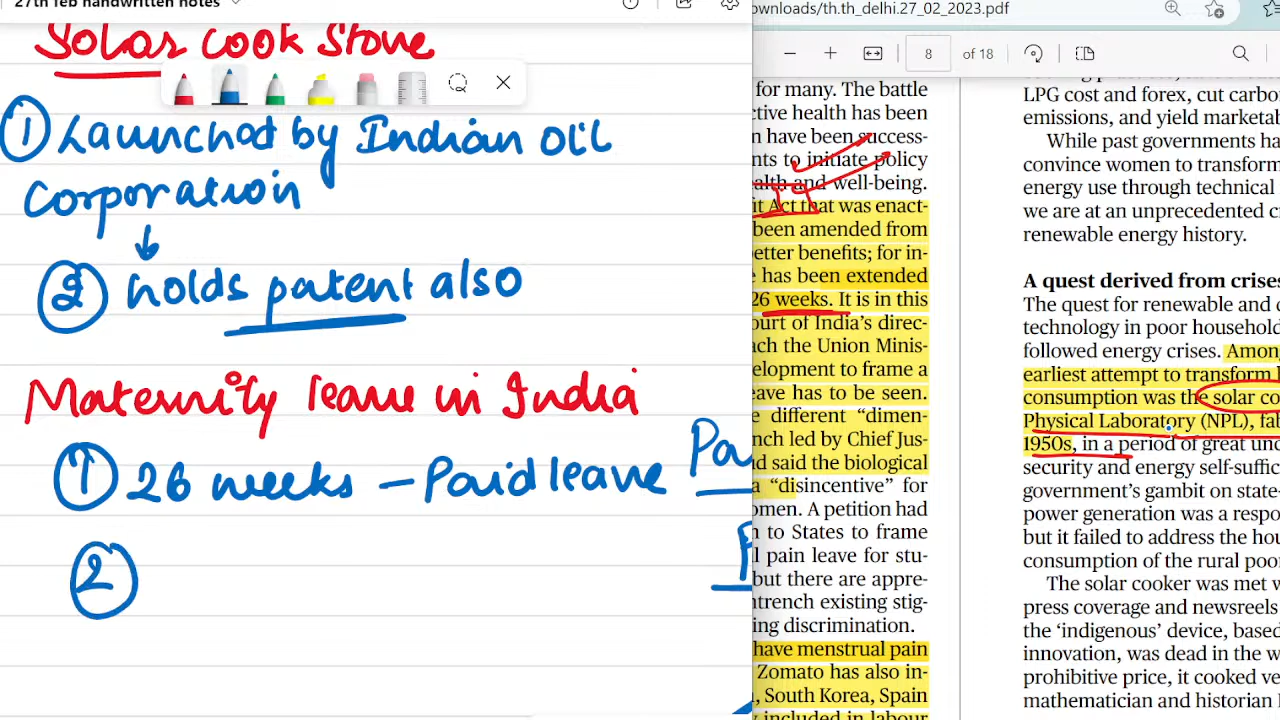 27th feb handwritten notes
Solar Cook Stove
① Launched by Indian OIL
Corporation
② holds patent also
Maternity leave in India
① 26 weeks – Paid leave
②
ownloads/th.th_delhi.27_02_2023.pdf
8 of 18
for many. The battle
ctive health has been
n have been success-
nts to initiate policy
ealth and well-being.
fit Act that was enact-
been amended from
etter benefits; for in-
e has been extended
26 weeks. It is in this
ourt of India's direc-
ach the Union Minis-
elopment to frame a
eave has to be seen.
e different "dimen-
nch led by Chief Jus-
d said the biological
a "disincentive" for
omen. A petition had
n to States to frame
l pain leave for stu-
but there are appre-
ntrench existing stig-
ing discrimination.
have menstrual pain
Zomato has also in-
, South Korea, Spain
y included in labour
LPG cost and forex, cut carbo
emissions, and yield marketa
While past governments ha
convince women to transform
energy use through technical
we are at an unprecedented c
renewable energy history.
A quest derived from crises
The quest for renewable and
technology in poor household
followed energy crises. Among
earliest attempt to transform
consumption was the solar co
Physical Laboratory (NPL), fa
1950s, in a period of great un
security and energy self-suffic
government's gambit on state-
power generation was a respo
but it failed to address the hou
consumption of the rural poor
The solar cooker was met w
press coverage and newsreels
the 'indigenous' device, based
innovation, was dead in the w
prohibitive price, it cooked ve
mathematician and historian